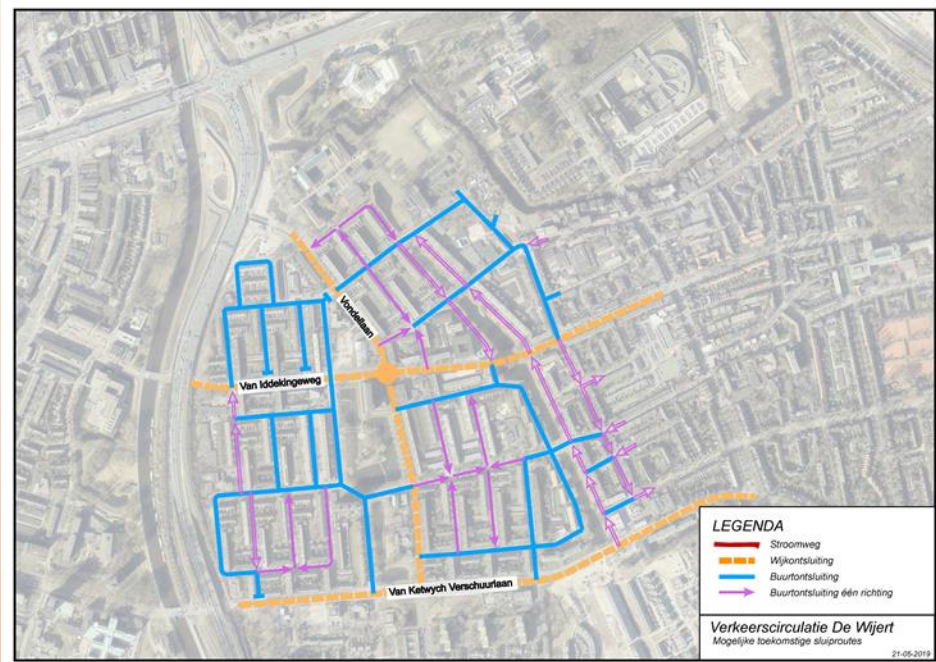 Vondellaan
Van Iddekingeweg
Van Ketwych Verschuurlaan
LEGENDA
Stroomweg
Wijkontsluiting
Buurtontsluiting
Buurtontsluiting één richting
Verkeerscirculatie De Wijert
Mogelijke toekomstige sluiproutes
21-05-2019